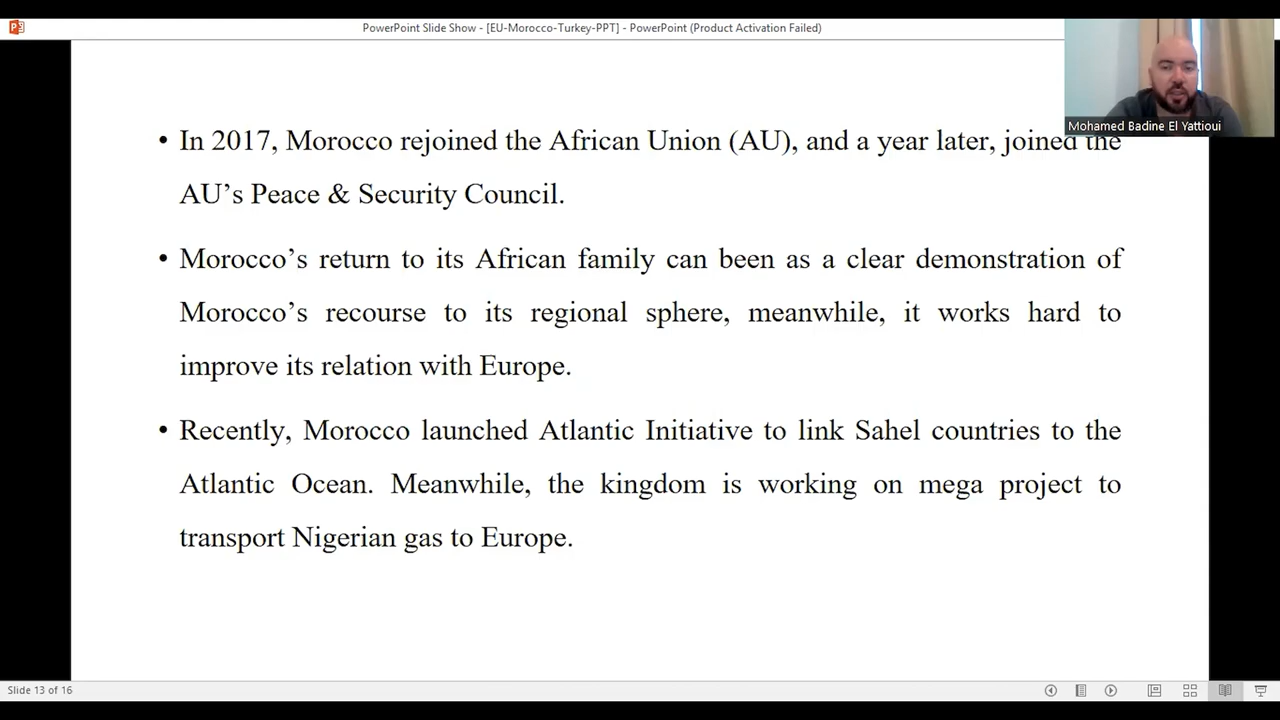 PowerPoint Slide Show - [EU-Morocco-Turkey-PPT] - PowerPoint (Product Activation Failed)
Mohamed Badine El Yattioui
• In 2017, Morocco rejoined the African Union (AU), and a year later, joined the
AU’s Peace & Security Council.
• Morocco’s return to its African family can been as a clear demonstration of
Morocco’s recourse to its regional sphere, meanwhile, it works hard to
improve its relation with Europe.
• Recently, Morocco launched Atlantic Initiative to link Sahel countries to the
Atlantic Ocean. Meanwhile, the kingdom is working on mega project to
transport Nigerian gas to Europe.
Slide 13 of 16